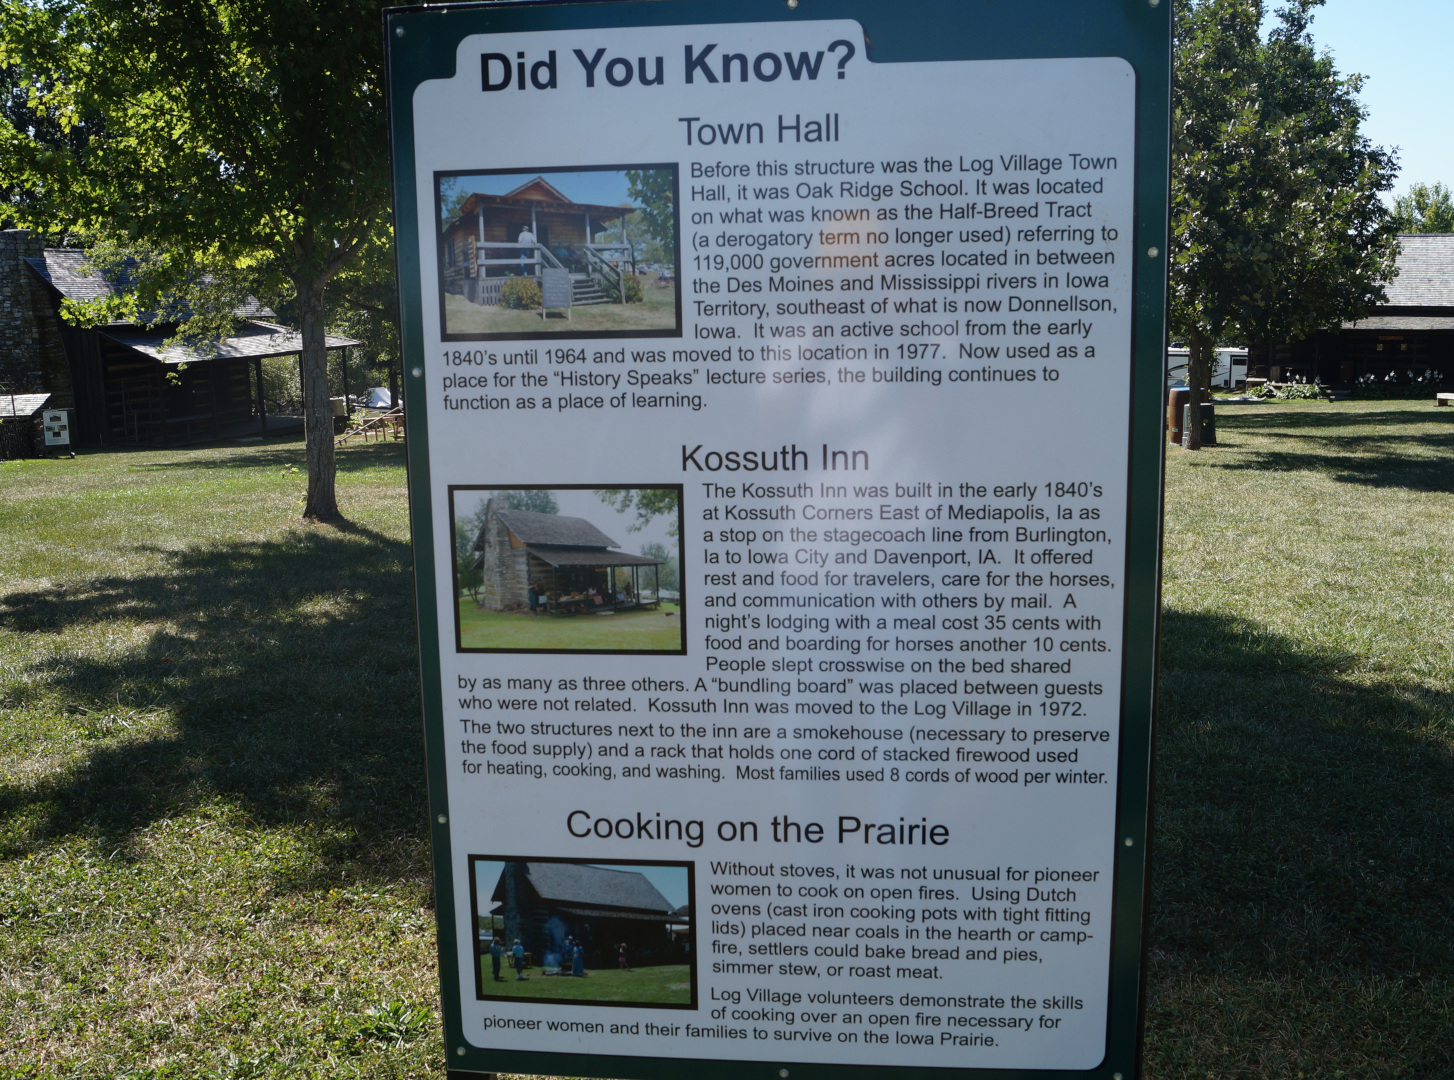 Did You Know?
Town Hall
Before this structure was the Log Village Town
Hall, it was Oak Ridge School. It was located
on what was known as the Half-Breed Tract
(a derogatory term no longer used) referring to
119,000 government acres located in between
the Des Moines and Mississippi rivers in Iowa
Territory, southeast of what is now Donnellson,
Iowa.  It was an active school from the early
1840's until 1964 and was moved to this location in 1977.  Now used as a
place for the “History Speaks” lecture series, the building continues to
function as a place of learning.
Kossuth Inn
The Kossuth Inn was built in the early 1840's
at Kossuth Corners East of Mediapolis, Ia as
a stop on the stagecoach line from Burlington,
Ia to Iowa City and Davenport, IA.  It offered
rest and food for travelers, care for the horses,
and communication with others by mail.  A
night's lodging with a meal cost 35 cents with
food and boarding for horses another 10 cents.
People slept crosswise on the bed shared
by as many as three others. A “bundling board” was placed between guests
who were not related.  Kossuth Inn was moved to the Log Village in 1972.
The two structures next to the inn are a smokehouse (necessary to preserve
the food supply) and a rack that holds one cord of stacked firewood used
for heating, cooking, and washing.  Most families used 8 cords of wood per winter.
Cooking on the Prairie
Without stoves, it was not unusual for pioneer
women to cook on open fires.  Using Dutch
ovens (cast iron cooking pots with tight fitting
lids) placed near coals in the hearth or camp-
fire, settlers could bake bread and pies,
simmer stew, or roast meat.
Log Village volunteers demonstrate the skills
of cooking over an open fire necessary for
pioneer women and their families to survive on the Iowa Prairie.